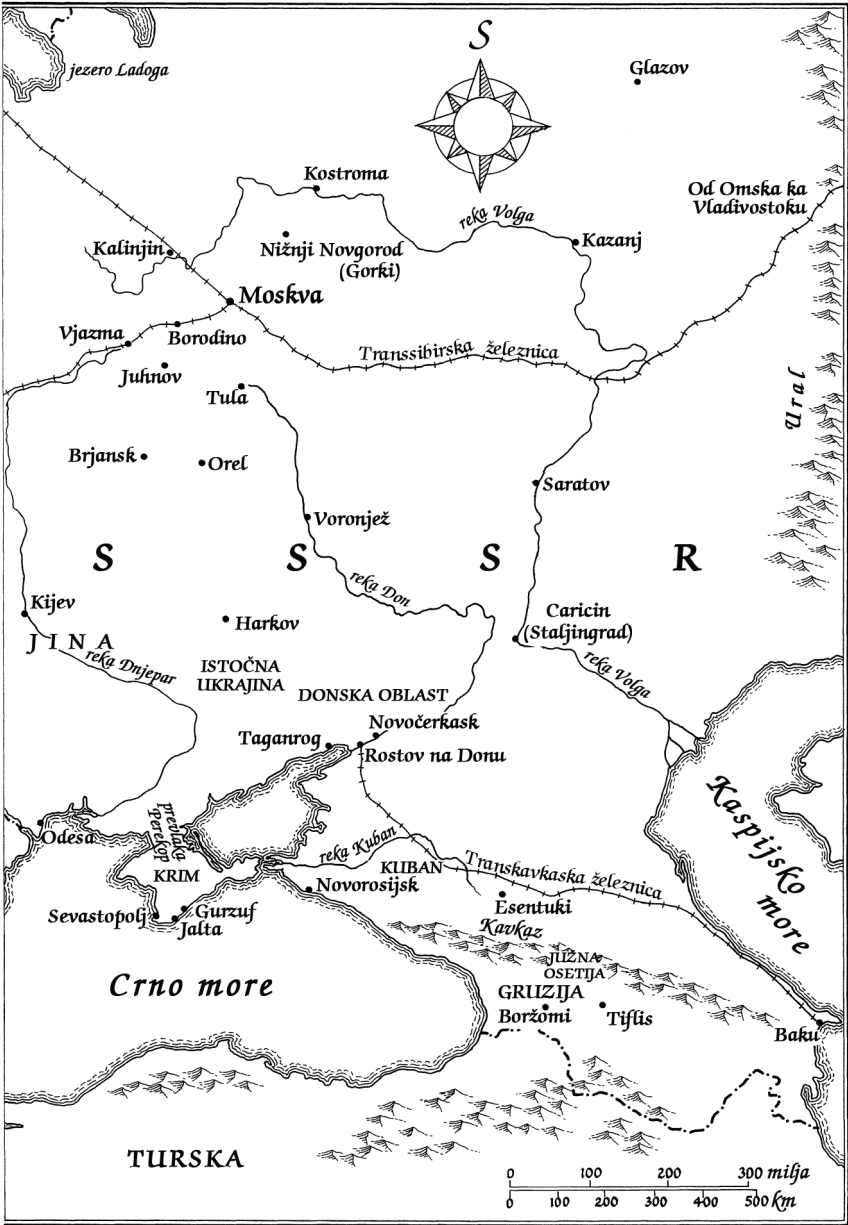 S
jezero Ladoga
Glazov
Kostroma
Od Omska ka
Vladivostoku
reka Volga
Kalinjin
Nižnji Novgorod
(Gorki)
Kazanj
Moskva
Vjazma
Borodino
Transsibirska železnica
Juhnov
Tula
Ural
Brjansk
Orel
Saratov
Voronjež
S S S R
reka Don
Kijev
Harkov
Caricin
(Staljingrad)
JINA
reka Dnjepar
ISTOČNA
UKRAJINA
reka Volga
DONSKA OBLAST
Novočerkask
Taganrog
Rostov na Donu
Kaspijsko
more
Odesa
prevlaka
Perekop
reka Kuban
KUBAN
Transkavkaska železnica
KRIM
Novorosijsk
Esentuki
Sevastopolj
Gurzuf
Jalta
Kavkaz
JUŽNA
OSETIJA
Crno more
GRUZIJA
Boržomi
Tiflis
Baku
TURSKA
0 100 200 300 milja
0 100 200 300 400 500 km